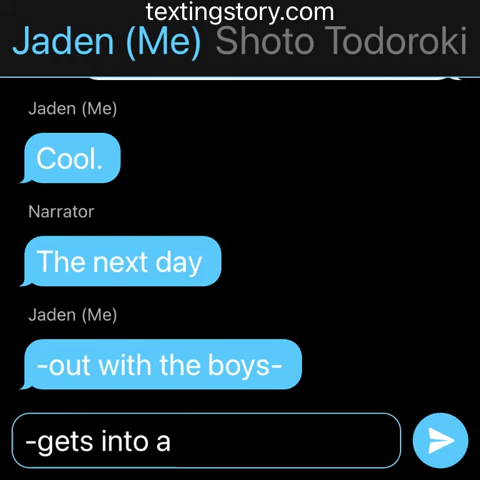 textingstory.com
Jaden (Me) Shoto Todoroki
Jaden (Me)
Cool.
Narrator
The next day
Jaden (Me)
-out with the boys-
-gets into a